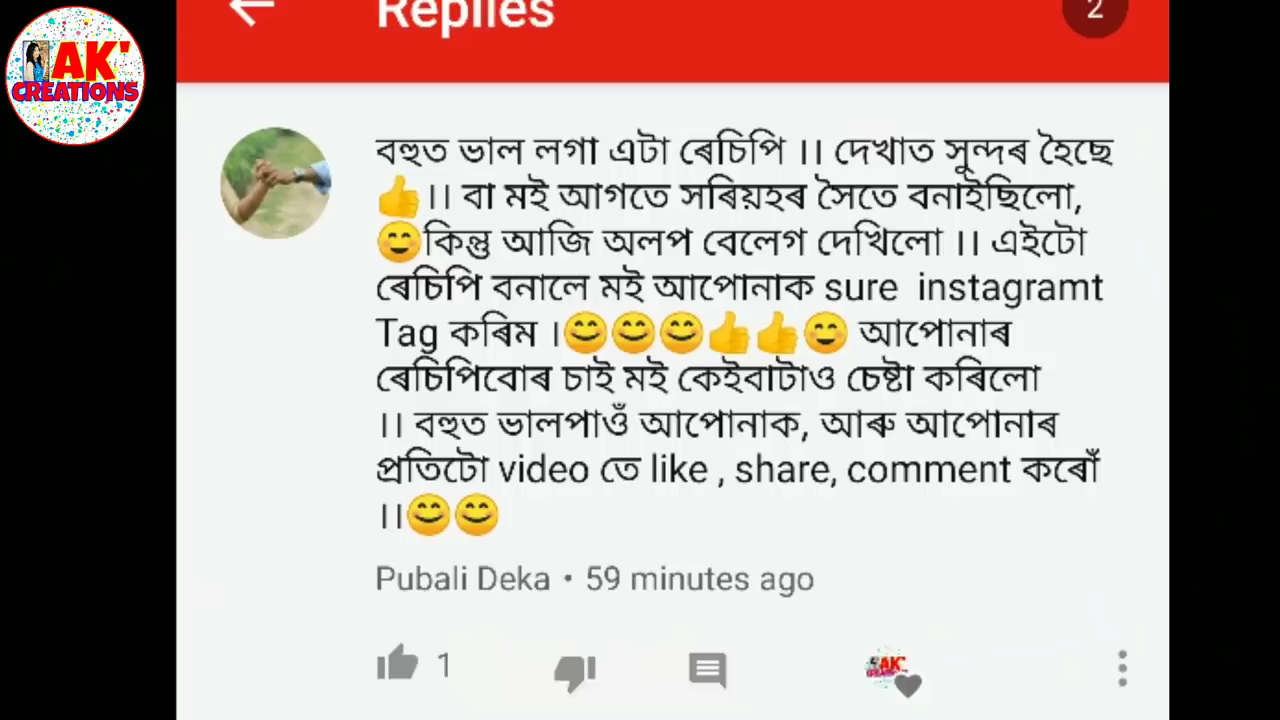 AK'
CREATIONS
Replies
2
বহুত ভাল লগা এটা ৰেচিপি ।। দেখাত সুন্দৰ হৈছে
👍।। বা মই আগতে সৰিয়হৰ সৈতে বনাইছিলো,
😊কিন্তু আজি অলপ বেলেগ দেখিলো ।। এইটো
ৰেচিপি বনালে মই আপোনাক sure instagramt
Tag কৰিম ।😊😊😊👍👍😊 আপোনাৰ
ৰেচিপিবোৰ চাই মই কেইবাটাও চেষ্টা কৰিলো
।। বহুত ভালপাওঁ আপোনাক, আৰু আপোনাৰ
প্ৰতিটো video তে like , share, comment কৰোঁ
।।😊😊
Pubali Deka • 59 minutes ago
1
AK'
CREATIONS